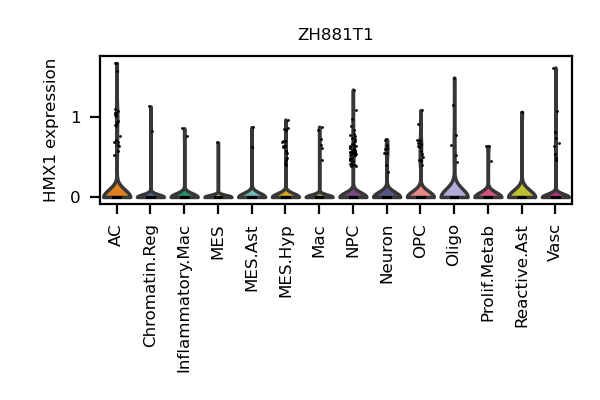 ZH881T1
HMX1 expression
1
0
AC
Chromatin.Reg
Inflammatory.Mac
MES
MES.Ast
MES.Hyp
Mac
NPC
Neuron
OPC
Oligo
Prolif.Metab
Reactive.Ast
Vasc